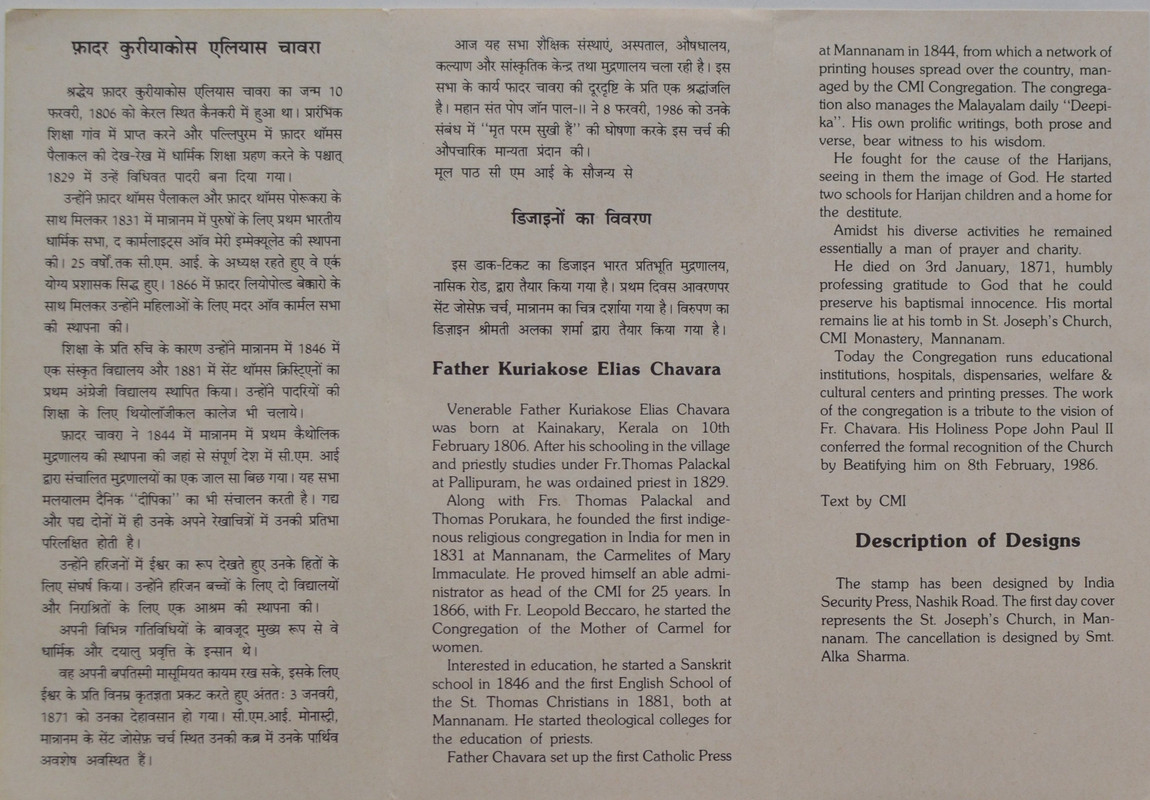 फ़ादर कुरीयाकोस एलियास चावरा
श्रद्धेय फ़ादर कुरीयाकोस एलियास चावरा का जन्म 10
फरवरी, 1806 को केरल स्थित कैनकरी में हुआ था। प्रारंभिक
शिक्षा गांव में प्राप्त करने और पल्लिपुरम में फ़ादर थॉमस
पैलाकल की देख-रेख में धार्मिक शिक्षा ग्रहण करने के पश्चात्
1829 में उन्हें विधिवत पादरी बना दिया गया।
उन्होंने फ़ादर थॉमस पैलाकल और फ़ादर थॉमस पोरूकरा के
साथ मिलकर 1831 में मान्नानम में पुरुषों के लिए प्रथम भारतीय
धार्मिक सभा, द कार्मलाइट्स ऑव मेरी इम्मेक्यूलेट की स्थापना
की। 25 वर्षों तक सी.एम. आई. के अध्यक्ष रहते हुए वे एक
योग्य प्रशासक सिद्ध हुए। 1866 में फ़ादर लियोपोल्ड बेक्कारो के
साथ मिलकर उन्होंने महिलाओं के लिए मदर ऑव कार्मल सभा
की स्थापना की।
शिक्षा के प्रति रुचि के कारण उन्होंने मान्नानम में 1846 में
एक संस्कृत विद्यालय और 1881 में सेंट थॉमस क्रिस्टिएनों का
प्रथम अंग्रेजी विद्यालय स्थापित किया। उन्होंने पादरियों की
शिक्षा के लिए थियोलॉजीकल कालेज भी चलाये।
फ़ादर चावरा ने 1844 में मान्नानम में प्रथम कैथोलिक
मुद्रणालय की स्थापना की जहां से संपूर्ण देश में सी.एम. आई
द्वारा संचालित मुद्रणालयों का एक जाल सा बिछ गया। यह सभा
मलयालम दैनिक "दीपिका" का भी संचालन करती है। गद्य
और पद्य दोनों में ही उनके अपने रेखाचित्रों में उनकी प्रतिभा
परिलक्षित होती है।
उन्होंने हरिजनों में ईश्वर का रूप देखते हुए उनके हितों के
लिए संघर्ष किया। उन्होंने हरिजन बच्चों के लिए दो विद्यालयों
और निराश्रितों के लिए एक आश्रम की स्थापना की।
अपनी विभिन्न गतिविधियों के बावजूद मुख्य रूप से वे
धार्मिक और दयालु प्रवृत्ति के इन्सान थे।
वह अपनी बपतिस्मी मासूमियत कायम रख सके, इसके लिए
ईश्वर के प्रति विनम्र कृतज्ञता प्रकट करते हुए अंततः 3 जनवरी,
1871 को उनका देहावसान हो गया। सी.एम.आई. मोनास्ट्री,
मान्नानम के सेंट जोसेफ़ चर्च स्थित उनकी कब्र में उनके पार्थिव
अवशेष अवस्थित हैं।
आज यह सभा शैक्षिक संस्थाएं, अस्पताल, औषधालय,
कल्याण और सांस्कृतिक केन्द्र तथा मुद्रणालय चला रही है। इस
सभा के कार्य फादर चावरा की दूरदृष्टि के प्रति एक श्रद्धांजलि
है। महान संत पोप जॉन पाल-II ने 8 फरवरी, 1986 को उनके
संबंध में "मृत परम सुखी हैं" की घोषणा करके इस चर्च की
औपचारिक मान्यता प्रंदान की।
मूल पाठ सी एम आई के सौजन्य से
डिजाइनों का विवरण
इस डाक-टिकट का डिजाइन भारत प्रतिभूति मुद्रणालय,
नासिक रोड, द्वारा तैयार किया गया है। प्रथम दिवस आवरणपर
सेंट जोसेफ़ चर्च, मान्नानम का चित्र दर्शाया गया है। विरुपण का
डिज़ाइन श्रीमती अलका शर्मा द्वारा तैयार किया गया है।
Father Kuriakose Elias Chavara
Venerable Father Kuriakose Elias Chavara
was born at Kainakary, Kerala on 10th
February 1806. After his schooling in the village
and priestly studies under Fr.Thomas Palackal
at Pallipuram, he was ordained priest in 1829.
Along with Frs. Thomas Palackal and
Thomas Porukara, he founded the first indige-
nous religious congregation in India for men in
1831 at Mannanam, the Carmelites of Mary
Immaculate. He proved himself an able admi-
nistrator as head of the CMI for 25 years. In
1866, with Fr. Leopold Beccaro, he started the
Congregation of the Mother of Carmel for
women.
Interested in education, he started a Sanskrit
school in 1846 and the first English School of
the St. Thomas Christians in 1881, both at
Mannanam. He started theological colleges for
the education of priests.
Father Chavara set up the first Catholic Press
at Mannanam in 1844, from which a network of
printing houses spread over the country, man-
aged by the CMI Congregation. The congrega-
tion also manages the Malayalam daily "Deepi-
ka". His own prolific writings, both prose and
verse, bear witness to his wisdom.
He fought for the cause of the Harijans,
seeing in them the image of God. He started
two schools for Harijan children and a home for
the destitute.
Amidst his diverse activities he remained
essentially a man of prayer and charity.
He died on 3rd January, 1871, humbly
professing gratitude to God that he could
preserve his baptismal innocence. His mortal
remains lie at his tomb in St. Joseph's Church,
CMI Monastery, Mannanam.
Today the Congregation runs educational
institutions, hospitals, dispensaries, welfare &
cultural centers and printing presses. The work
of the congregation is a tribute to the vision of
Fr. Chavara. His Holiness Pope John Paul II
conferred the formal recognition of the Church
by Beatifying him on 8th February, 1986.
Text by CMI
Description of Designs
The stamp has been designed by India
Security Press, Nashik Road. The first day cover
represents the St. Joseph's Church, in Man-
nanam. The cancellation is designed by Smt.
Alka Sharma.